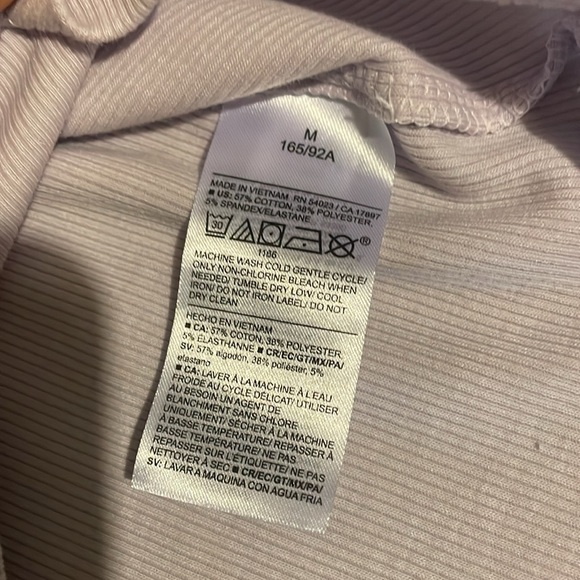 M
165/92A
MADE IN VIETNAM RN 54023 / CA 17897
■ US: 57% COTTON, 38% POLYESTER,
5% SPANDEX/ELASTANE
30
®
1166
MACHINE WASH COLD GENTLE CYCLE/
ONLY NON-CHLORINE BLEACH WHEN
NEEDED/ TUMBLE DRY LOW/ COOL
IRON/ DO NOT IRON LABEL/ DO NOT
DRY CLEAN
HECHO EN VIETNAM
■ CA: 57% COTON, 38% POLYESTER,
5% ÉLASTHANNE ■ CR/EC/GT/MX/PA/
SV: 57% algodón, 38% poliéster, 5%
elastano
■ CA: LAVER À LA MACHINE À L'EAU
FROIDE AU CYCLE DÉLICAT/ UTILISER
AU BESOIN UN AGENT DE
BLANCHIMENT SANS CHLORE
UNIQUEMENT/ SÉCHER À LA MACHINE
À BASSE TEMPÉRATURE/ REPASSER À
BASSE TEMPÉRATURE/ NE PAS
REPASSER SUR L'ÉTIQUETTE/ NE PAS
NETTOYER À SEC ■ CR/EC/GT/MX/PA/
SV: LAVAR A MAQUINA CON AGUA FRIA